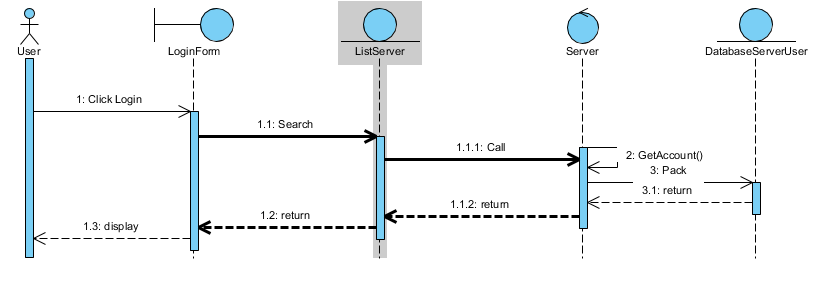 User
LoginForm
ListServer
Server
DatabaseServerUser
1: Click Login
1.1: Search
1.1.1: Call
2: GetAccount()
3: Pack
3.1: return
1.1.2: return
1.2: return
1.3: display